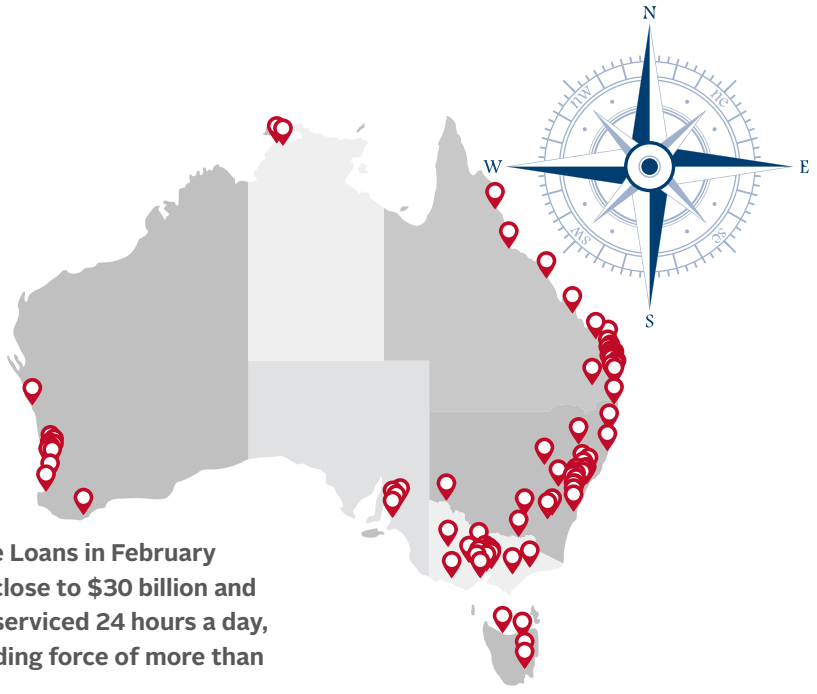 N
nw
ne
W
E
sw
se
S
e Loans in February
close to $30 billion and
serviced 24 hours a day,
ding force of more than